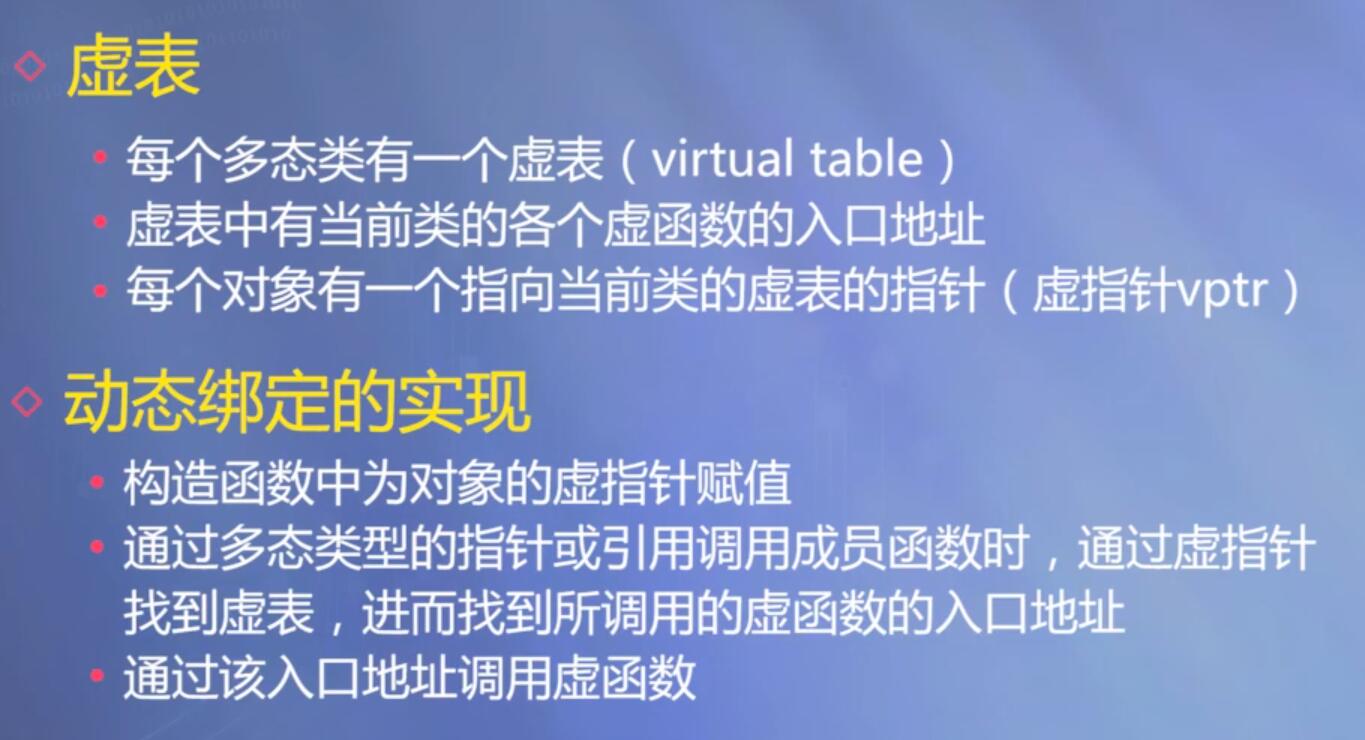 虚表
每个多态类有一个虚表（virtual table）
虚表中有当前类的各个虚函数的入口地址
每个对象有一个指向当前类的虚表的指针（虚指针vptr）
动态绑定的实现
构造函数中为对象的虚指针赋值
通过多态类型的指针或引用调用成员函数时，通过虚指针
找到虚表，进而找到所调用的虚函数的入口地址
通过该入口地址调用虚函数